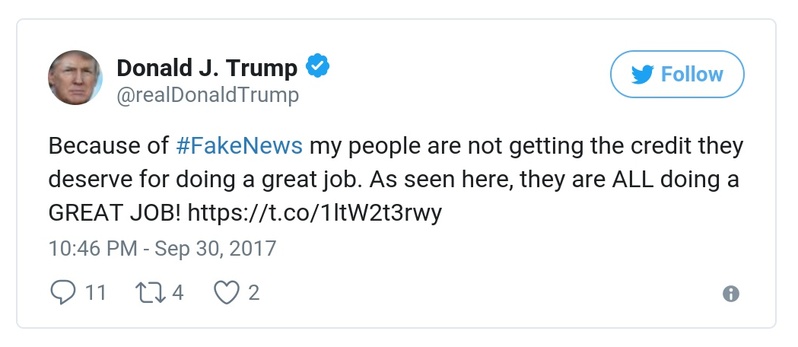 Donald J. Trump
Follow
@realDonaldTrump
Because of #FakeNews my people are not getting the credit they
deserve for doing a great job. As seen here, they are ALL doing a
GREAT JOB! https://t.co/1ltW2t3rwy
10:46 PM - Sep 30, 2017
11 4 2